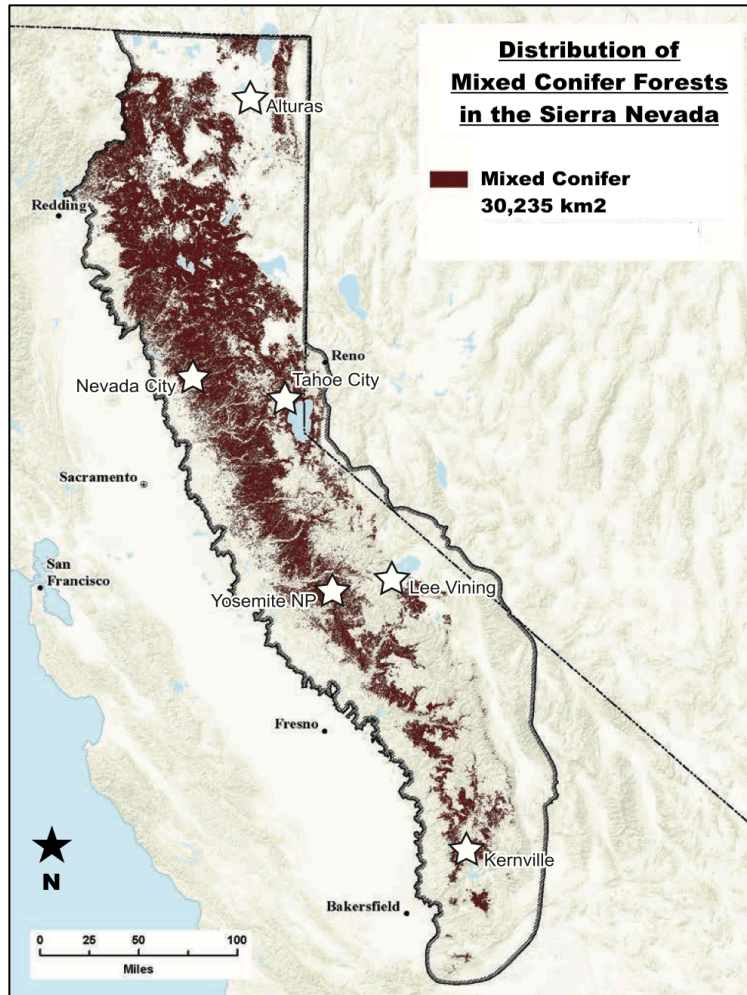 Distribution of
Mixed Conifer Forests
in the Sierra Nevada
Mixed Conifer
30,235 km2
Alturas
Redding
Reno
Nevada City
Tahoe City
Sacramento
San
Francisco
Yosemite NP
Lee Vining
Fresno
Kernville
N
Bakersfield
0 25 50 100
Miles